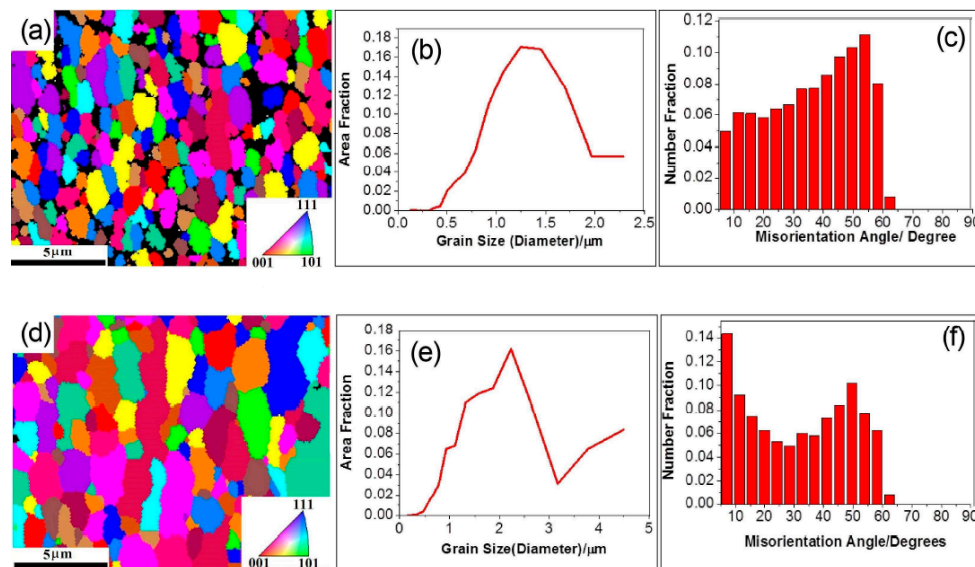 (a)
111
001 101
5μm
(b)
Area Fraction
0.18
0.16
0.14
0.12
0.10
0.08
0.06
0.04
0.02
0.00
0.0 0.5 1.0 1.5 2.0 2.5
Grain Size (Diameter)/μm
(c)
Number Fraction
0.12
0.10
0.08
0.06
0.04
0.02
0.00
10 20 30 40 50 60 70 80 90
Misorientation Angle/ Degree
(d)
111
001 101
5μm
(e)
Area Fraction
0.18
0.16
0.14
0.12
0.10
0.08
0.06
0.04
0.02
0.00
0 1 2 3 4 5
Grain Size(Diameter)/μm
(f)
Number Fraction
0.14
0.12
0.10
0.08
0.06
0.04
0.02
0.00
10 20 30 40 50 60 70 80 90
Misorientation Angle/Degrees